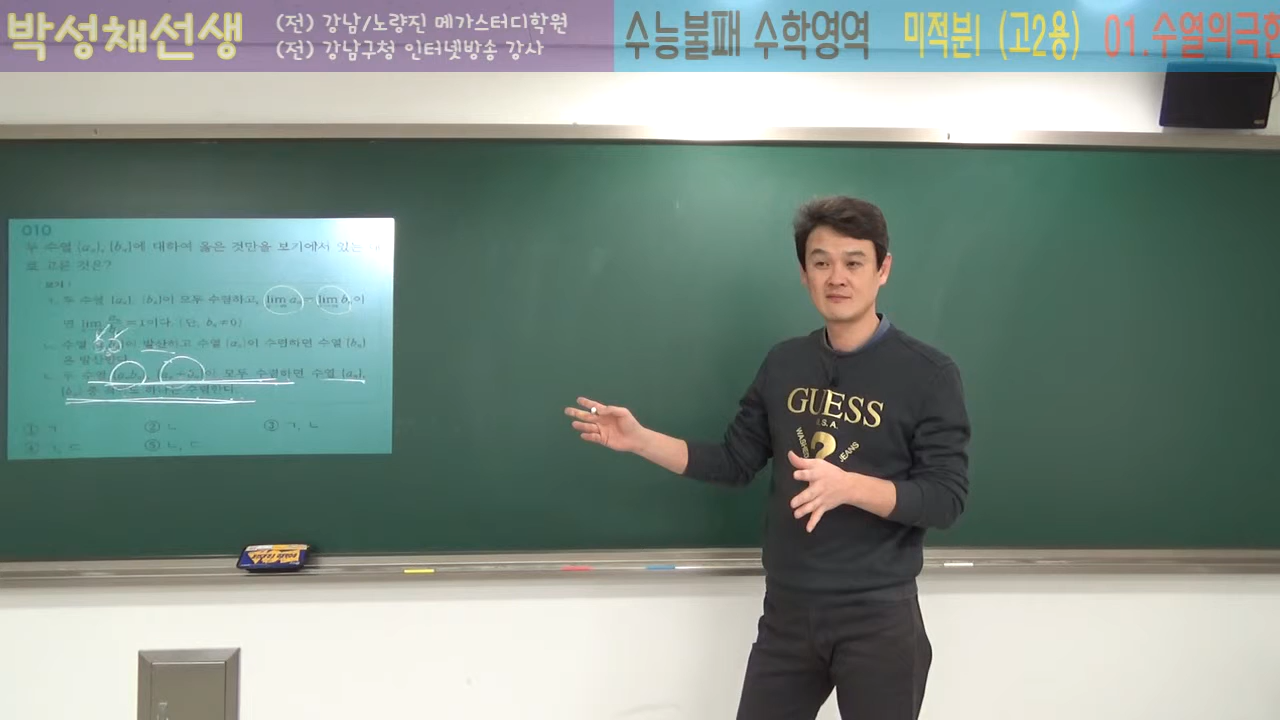 박성채선생
(전) 강남/노량진 메가스터디학원
(전) 강남구청 인터넷방송 강사
수능불패 수학영역 미적분Ⅰ (고2용) 01.수열의극한
010
두 수열 {aₙ}, {bₙ}에 대하여 옳은 것만을 보기에서 있는
로 고른 것은?
보기
ㄱ. 두 수열 {aₙ}, {bₙ}이 모두 수렴하고, lim aₙ = lim bₙ이
면 lim aₙ/bₙ = 1이다. (단, bₙ≠0)
ㄴ. 수열 이 발산하고 수열 {aₙ}이 수렴하면 수열 {bₙ}
은 발산한다.
ㄷ. 두 수열 {aₙbₙ}, 이 모두 수렴하면 수열 {aₙ},
{bₙ} 중 하나는 수렴한다.
① ㄱ ② ㄴ ③ ㄱ, ㄴ
④ ㄱ, ㄷ ⑤ ㄴ, ㄷ
GUESS
U.S.A.
WASHED ? JEANS